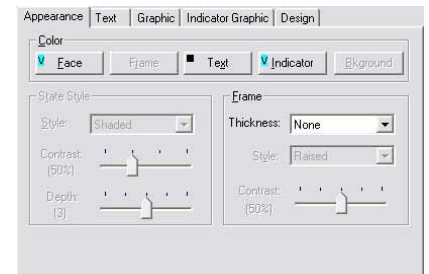 Appearance Text Graphic Indicator Graphic Design
Color
V Face Frame Text V Indicator Bkground
State Style
Style: Shaded
Contrast: (50%)
Depth: (3)
Frame
Thickness: None
Style: Raised
Contrast: (50%)